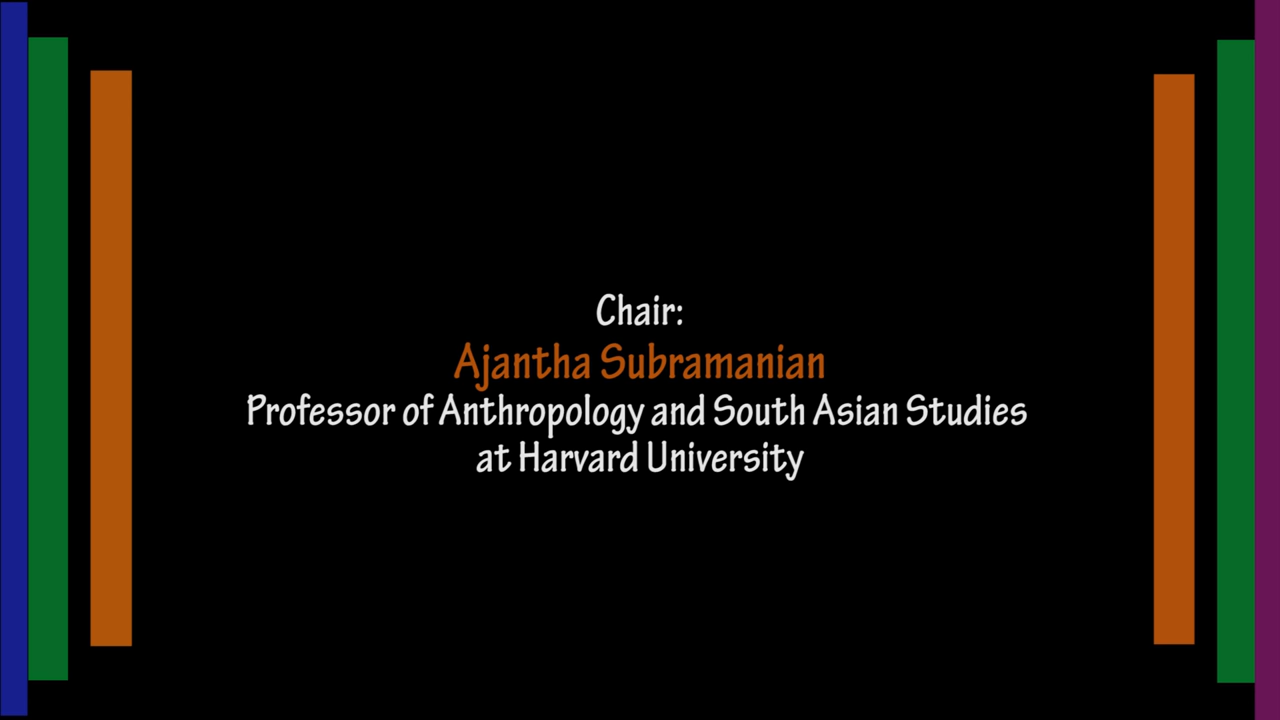 Chair:
Ajantha Subramanian
Professor of Anthropology and South Asian Studies
at Harvard University